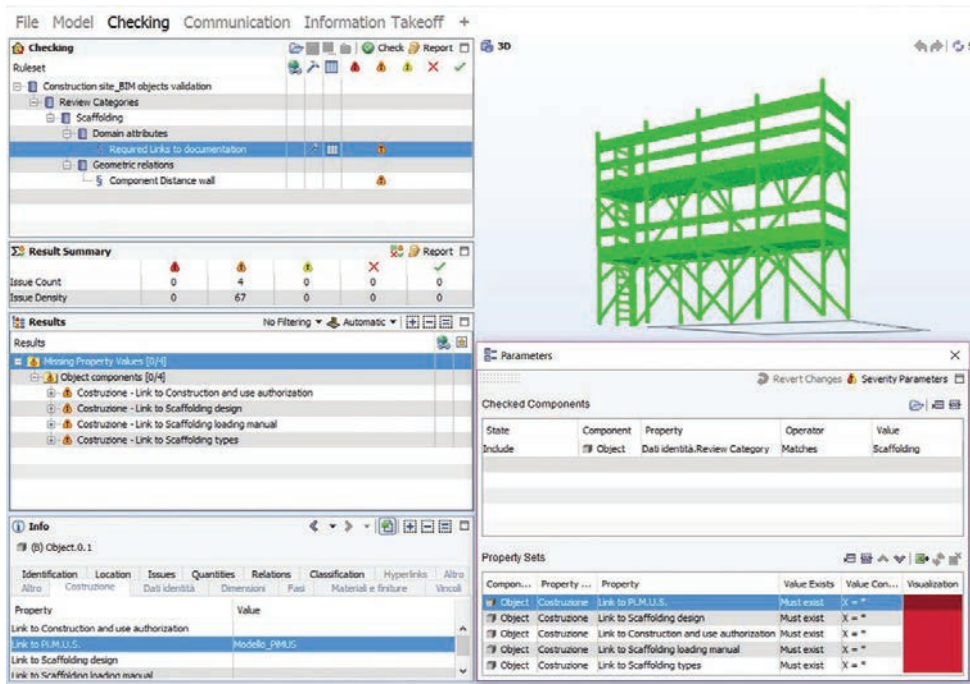 File Model Checking Communication Information Takeoff +
Checking Check Report
Ruleset
Construction site_BIM objects validation
Review Categories
Scaffolding
Domain attributes
§ Required Links to documentation
Geometric relations
§ Component Distance wall
Result Summary Report
Issue Count 0 4 0 0 0
Issue Density 0 67 0 0 0
Results No Filtering Automatic
Results
Missing Property Values [0/4]
Object components [0/4]
Costruzione - Link to Construction and use authorization
Costruzione - Link to Scaffolding design
Costruzione - Link to Scaffolding loading manual
Costruzione - Link to Scaffolding types
Info
(B) Object.0.1
Identification Location Issues Quantities Relations Classification Hyperlinks Altro
Altro Costruzione Dati identità Dimensioni Fasi Materiali e finiture Vincoli
Property Value
Link to Construction and use authorization
Link to Pi.M.U.S. Modello_PIMUS
Link to Scaffolding design
Link to Scaffolding loading manual
3D
Parameters
Revert Changes Severity Parameters
Checked Components
State Component Property Operator Value
Include Object Dati identità.Review Category Matches Scaffolding
Property Sets
Compon... Property ... Property Value Exists Value Con... Visualization
Object Costruzione Link to Pi.M.U.S. Must exist X = *
Object Costruzione Link to Scaffolding design Must exist X = *
Object Costruzione Link to Construction and use authorization Must exist X = *
Object Costruzione Link to Scaffolding loading manual Must exist X = *
Object Costruzione Link to Scaffolding types Must exist X = *